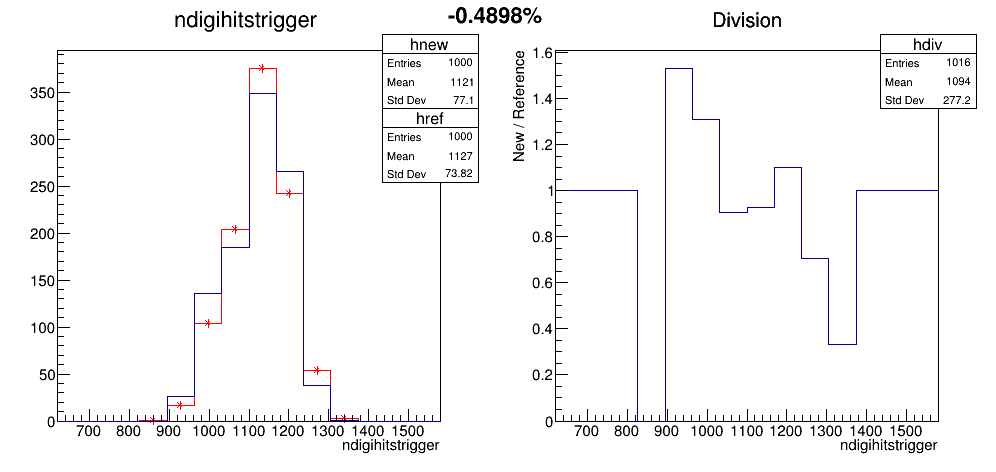 -0.4898%
ndigihitstrigger
hnew
Entries 1000
Mean 1121
Std Dev 77.1
href
Entries 1000
Mean 1127
Std Dev 73.82
350
300
250
200
150
100
50
0
700 800 900 1000 1100 1200 1300 1400 1500
ndigihitstrigger
Division
hdiv
Entries 1016
Mean 1094
Std Dev 277.2
New / Reference
1.6
1.4
1.2
1
0.8
0.6
0.4
0.2
0
700 800 900 1000 1100 1200 1300 1400 1500
ndigihitstrigger